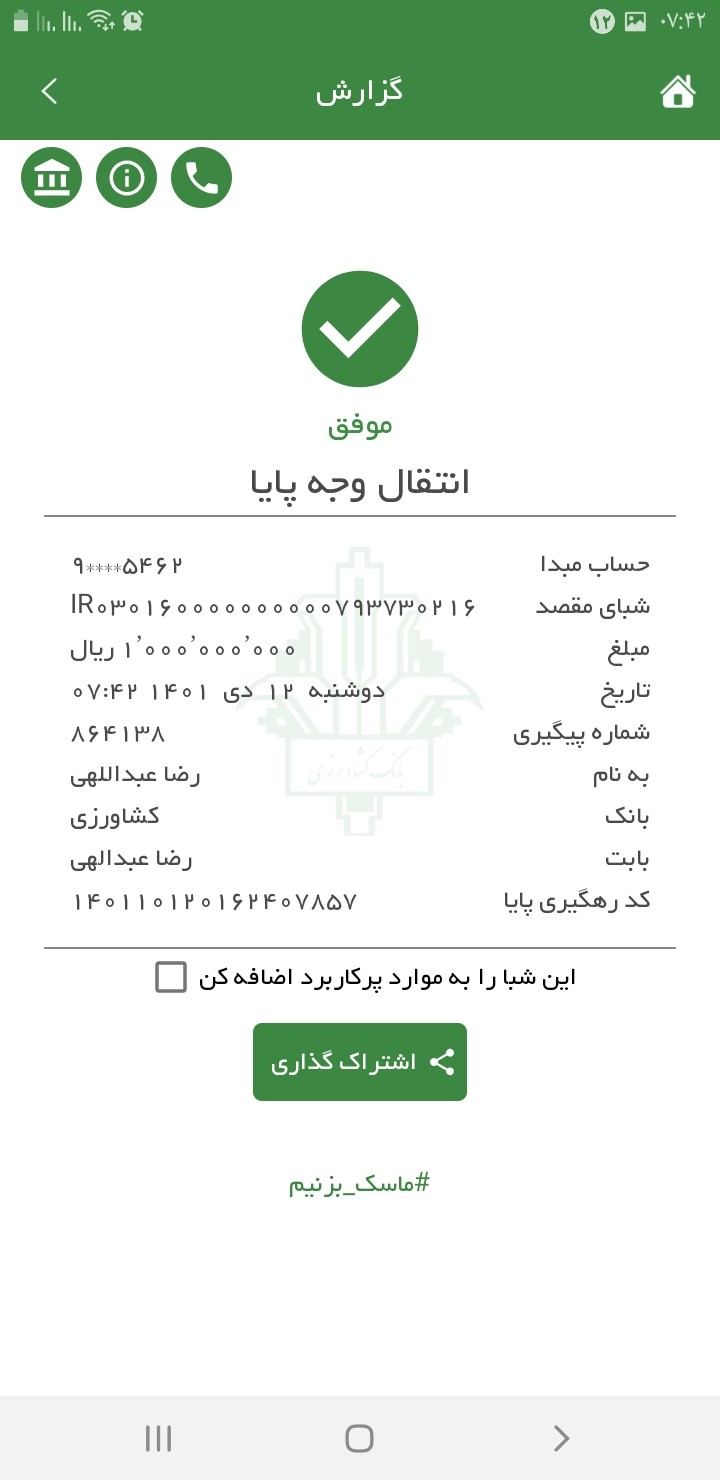 ۰۷:۴۲
۱۲
گزارش
موفق
انتقال وجه پایا
حساب مبدا ۹****۵۴۶۲
شبای مقصد IR۰۳۰۱۶۰۰۰۰۰۰۰۰۰۰۷۹۳۷۳۰۲۱۶
مبلغ ۱٬۰۰۰٬۰۰۰٬۰۰۰ ریال
تاریخ دوشنبه ۱۲ دی ۱۴۰۱ ۰۷:۴۲
شماره پیگیری ۸۶۴۱۳۸
به نام رضا عبداللهی
بانک کشاورزی
بابت رضا عبدالهی
کد رهگیری پایا ۱۴۰۱۱۰۱۲۰۱۶۲۴۰۷۸۵۷
بانک کشاورزی
این شبا را به موارد پرکاربرد اضافه کن
اشتراک گذاری
#ماسک_بزنیم